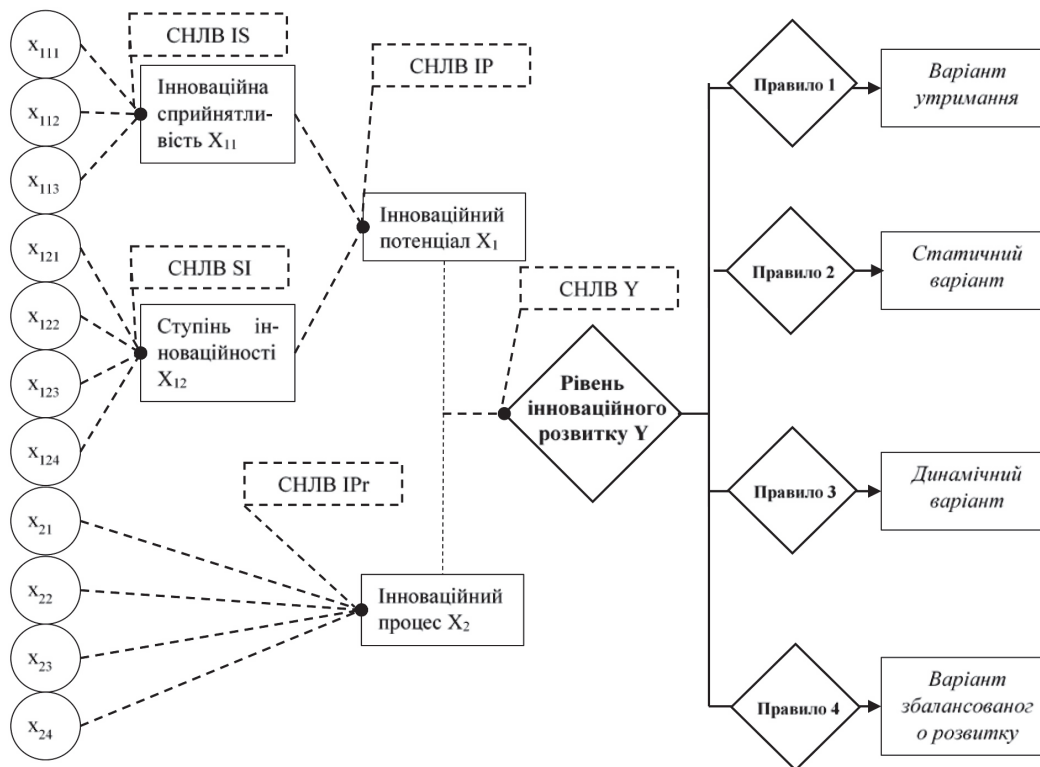 x111
x112
x113
x121
x122
x123
x124
x21
x22
x23
x24
СНЛВ IS
Інноваційна
сприйнятли-
вість X11
СНЛВ SI
Ступінь ін-
новаційності
X12
СНЛВ IP
Інноваційний
потенціал X1
СНЛВ IPr
Інноваційний
процес X2
СНЛВ Y
Рівень
інноваційного
розвитку Y
Правило 1
Варіант
утримання
Правило 2
Статичний
варіант
Правило 3
Динамічний
варіант
Правило 4
Варіант
збалансованог
о розвитку